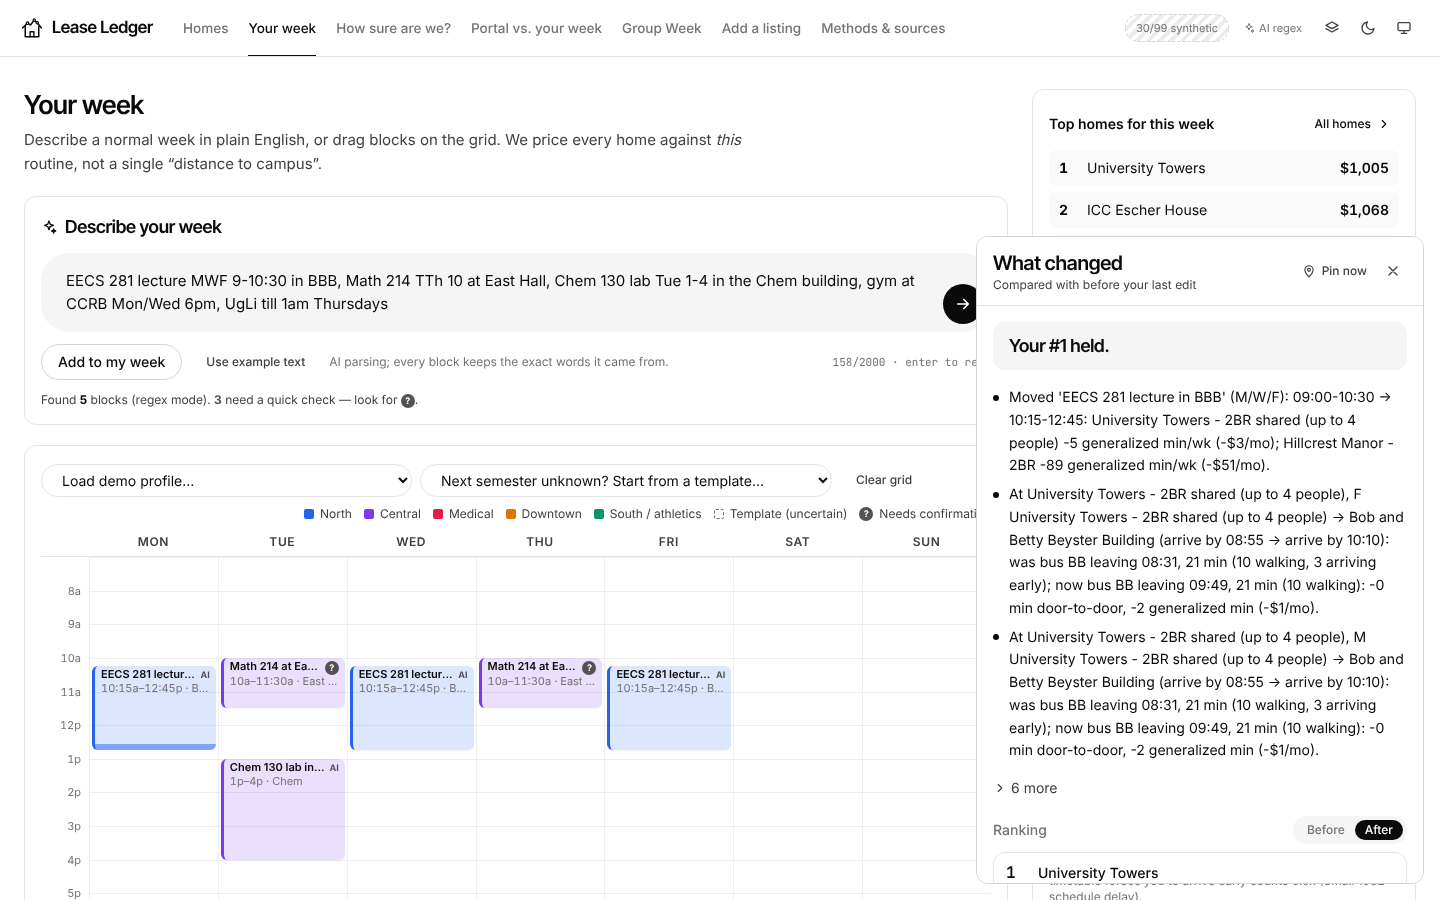 Lease Ledger
Homes
Your week
How sure are we?
Portal vs. your week
Group Week
Add a listing
Methods & sources
30/99 synthetic
AI regex
Your week
Describe a normal week in plain English, or drag blocks on the grid. We price every home against this
routine, not a single “distance to campus”.
Describe your week
EECS 281 lecture MWF 9-10:30 in BBB, Math 214 TTh 10 at East Hall, Chem 130 lab Tue 1-4 in the Chem building, gym at
CCRB Mon/Wed 6pm, UgLi till 1am Thursdays
Add to my week
Use example text
AI parsing; every block keeps the exact words it came from.
158/2000 · enter to re
Found 5 blocks (regex mode). 3 need a quick check — look for ?.
Load demo profile...
Next semester unknown? Start from a template...
Clear grid
North
Central
Medical
Downtown
South / athletics
Template (uncertain)
? Needs confirmati
MON TUE WED THU FRI SAT SUN
8a
9a
10a
11a
12p
1p
2p
3p
4p
5p
EECS 281 lectur... AI
10:15a–12:45p · B...
Math 214 at Ea... ?
10a–11:30a · East ...
EECS 281 lectur... AI
10:15a–12:45p · B...
Math 214 at Ea... ?
10a–11:30a · East ...
EECS 281 lectur... AI
10:15a–12:45p · B...
Chem 130 lab in... AI
1p–4p · Chem
Top homes for this week
All homes
1 University Towers $1,005
2 ICC Escher House $1,068
What changed
Compared with before your last edit
Pin now
Your #1 held.
Moved 'EECS 281 lecture in BBB' (M/W/F): 09:00-10:30 →
10:15-12:45: University Towers - 2BR shared (up to 4
people) -5 generalized min/wk (-$3/mo); Hillcrest Manor -
2BR -89 generalized min/wk (-$51/mo).
At University Towers - 2BR shared (up to 4 people), F
University Towers - 2BR shared (up to 4 people) → Bob and
Betty Beyster Building (arrive by 08:55 → arrive by 10:10):
was bus BB leaving 08:31, 21 min (10 walking, 3 arriving
early); now bus BB leaving 09:49, 21 min (10 walking): -0
min door-to-door, -2 generalized min (-$1/mo).
At University Towers - 2BR shared (up to 4 people), M
University Towers - 2BR shared (up to 4 people) → Bob and
Betty Beyster Building (arrive by 08:55 → arrive by 10:10):
was bus BB leaving 08:31, 21 min (10 walking, 3 arriving
early); now bus BB leaving 09:49, 21 min (10 walking): -0
min door-to-door, -2 generalized min (-$1/mo).
6 more
Ranking
Before
After
1 University Towers
schedule delay).